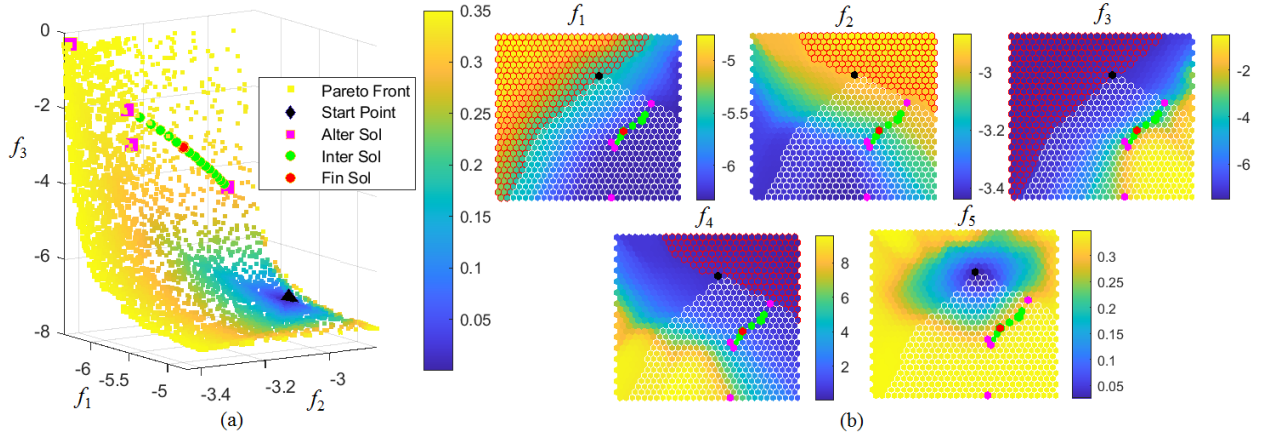 0
-2
f3
-4
-6
-8
-6
-5.5
-5
f1
-3.4
-3.2
-3
f2
(a)
Pareto Front
Start Point
Alter Sol
Inter Sol
Fin Sol
0.35
0.3
0.25
0.2
0.15
0.1
0.05
f1
-5
-5.5
-6
f2
-3
-3.2
-3.4
f3
-2
-4
-6
f4
8
6
4
2
f5
0.3
0.25
0.2
0.15
0.1
0.05
(b)